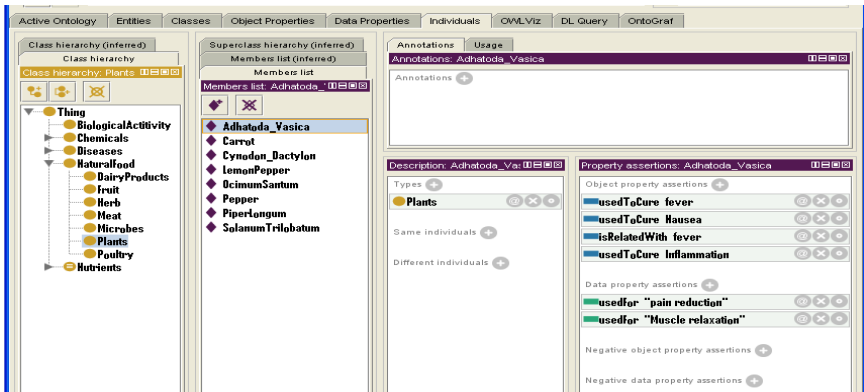 Active Ontology Entities Classes Object Properties Data Properties Individuals OWLViz DL Query OntoGraf
Class hierarchy (inferred)
Class hierarchy
Class hierarchy: Plants
Thing
BiologicalActitivity
Chemicals
Diseases
NaturalFood
DairyProducts
Fruit
Herb
Meat
Microbes
Plants
Poultry
Nutrients
Superclass hierarchy (inferred)
Members list (inferred)
Members list
Members list: Adhatoda_
Adhatoda_Vasica
Carrot
Cynodon_Dactylon
LemonPepper
OcimumSantum
Pepper
PiperLongum
SolanumTrilobatum
Annotations Usage
Annotations: Adhatoda_Vasica
Annotations
Description: Adhatoda_Va
Types
Plants
Same individuals
Different individuals
Property assertions: Adhatoda_Vasica
Object property assertions
usedToCure fever
usedToCure Nausea
isRelatedWith fever
usedToCure Inflammation
Data property assertions
usedFor "pain reduction"
usedFor "Muscle relaxation"
Negative object property assertions
Negative data property assertions